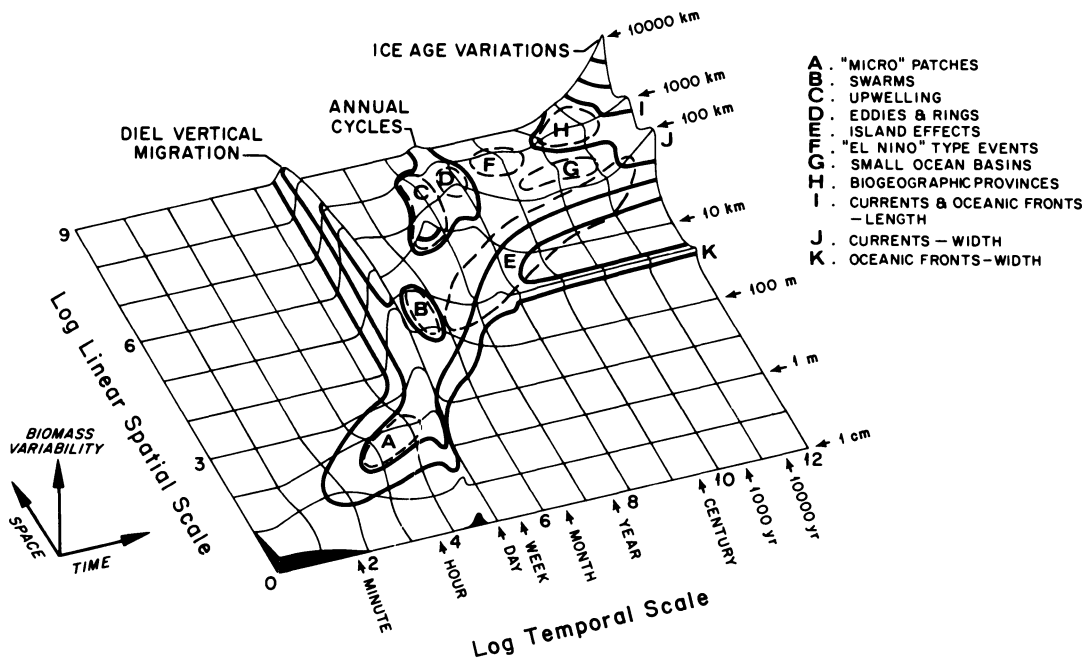 10000 km
ICE AGE VARIATIONS
1000 km
I
100 km
J
ANNUAL
CYCLES
DIEL VERTICAL
MIGRATION
H
F
G
C
D
10 km
9
E
K
B
100 m
6
1 m
A
1 cm
3
0
2
4
6
8
10
12
MINUTE
HOUR
DAY
WEEK
MONTH
YEAR
CENTURY
1000 yr
10000 yr
Log Linear Spatial Scale
Log Temporal Scale
BIOMASS
VARIABILITY
SPACE
TIME
A . "MICRO" PATCHES
B . SWARMS
C . UPWELLING
D . EDDIES & RINGS
E . ISLAND EFFECTS
F . "EL NINO" TYPE EVENTS
G . SMALL OCEAN BASINS
H . BIOGEOGRAPHIC PROVINCES
I . CURRENTS & OCEANIC FRONTS
–LENGTH
J . CURRENTS – WIDTH
K . OCEANIC FRONTS–WIDTH